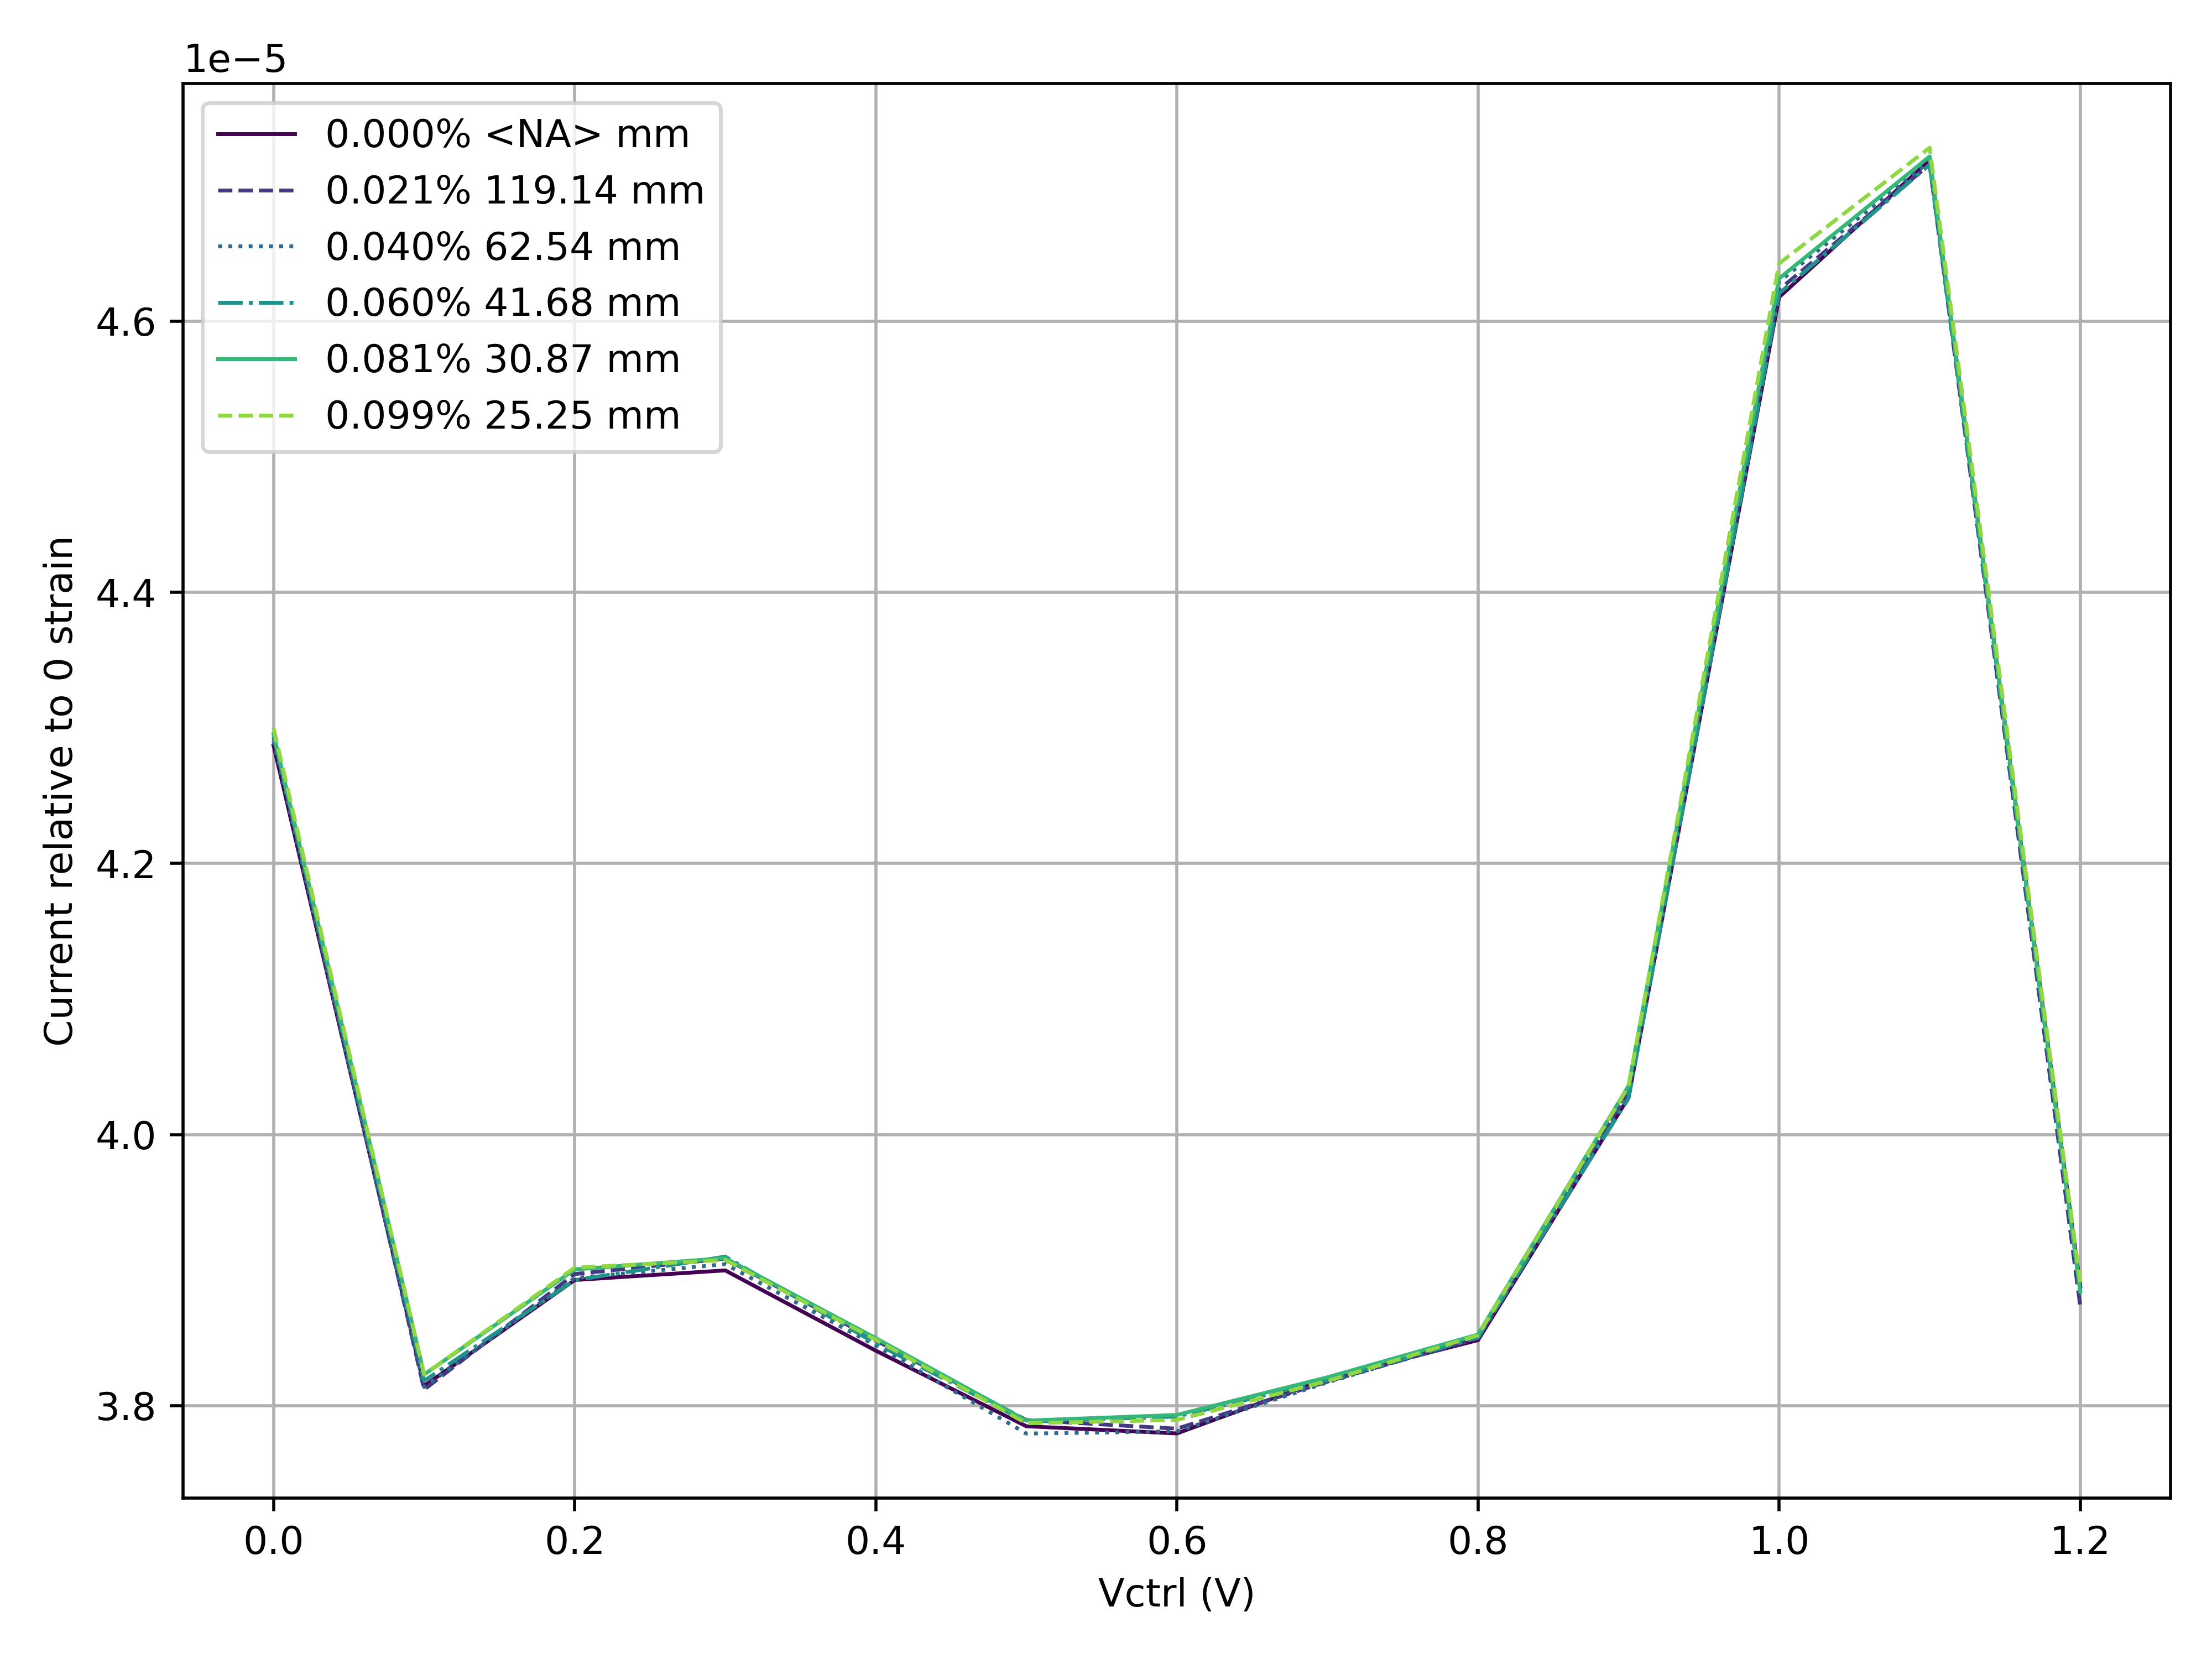 1e−5
0.000% <NA> mm
0.021% 119.14 mm
0.040% 62.54 mm
0.060% 41.68 mm
0.081% 30.87 mm
0.099% 25.25 mm
4.6
4.4
4.2
4.0
3.8
Current relative to 0 strain
0.0 0.2 0.4 0.6 0.8 1.0 1.2
Vctrl (V)